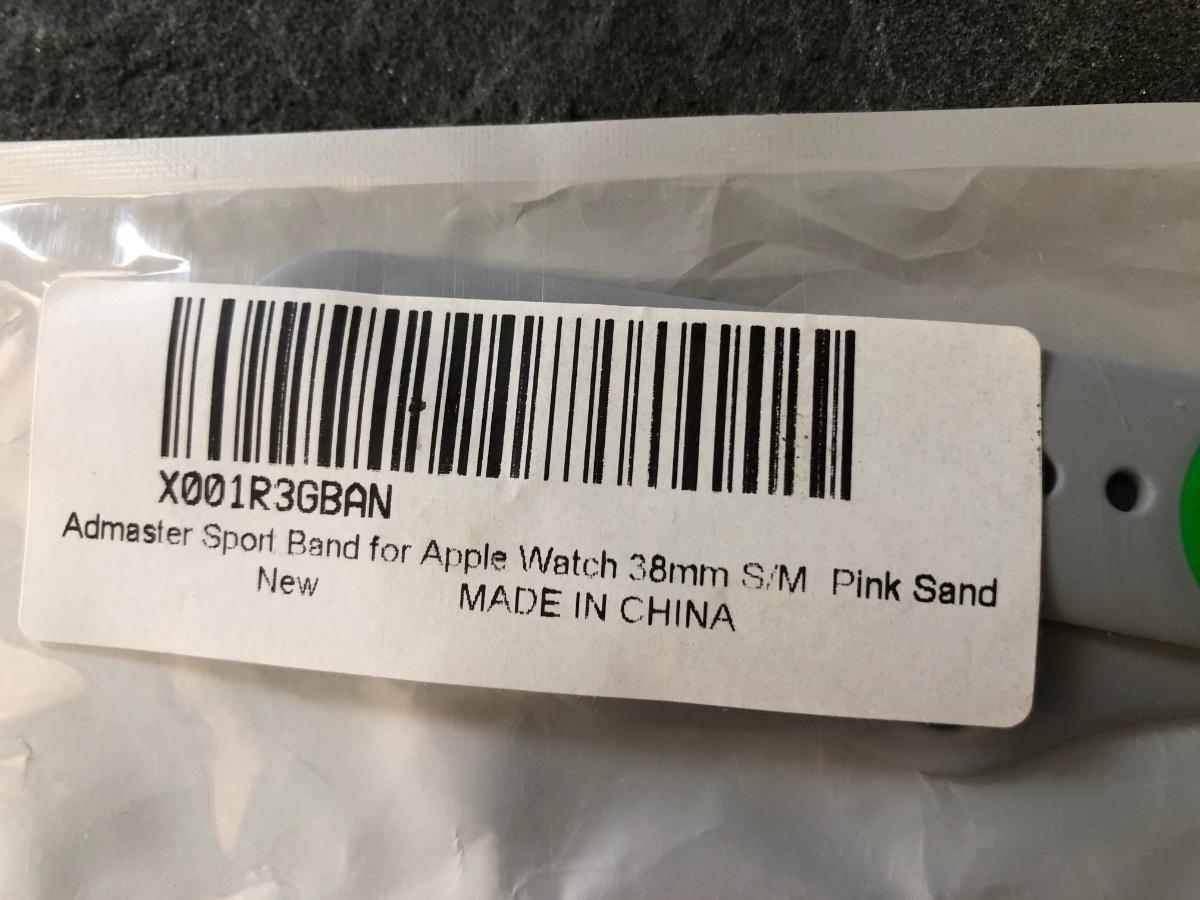 X001R3GBAN
Admaster Sport Band for Apple Watch 38mm S/M Pink Sand
New MADE IN CHINA